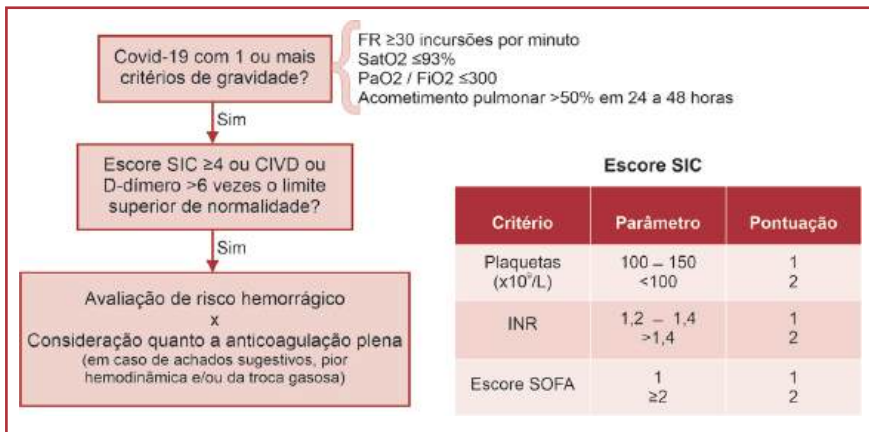 Covid-19 com 1 ou mais
critérios de gravidade?
FR ≥30 incursões por minuto
SatO2 ≤93%
PaO2 / FiO2 ≤300
Acometimento pulmonar >50% em 24 a 48 horas
Sim
Escore SIC ≥4 ou CIVD ou
D-dímero >6 vezes o limite
superior de normalidade?
Sim
Avaliação de risco hemorrágico
x
Consideração quanto a anticoagulação plena
(em caso de achados sugestivos, pior
hemodinâmica e/ou da troca gasosa)
Escore SIC
Critério Parâmetro Pontuação
Plaquetas 100 – 150 1
(x10⁹/L) <100 2
INR 1,2 – 1,4 1
>1,4 2
Escore SOFA 1 1
≥2 2